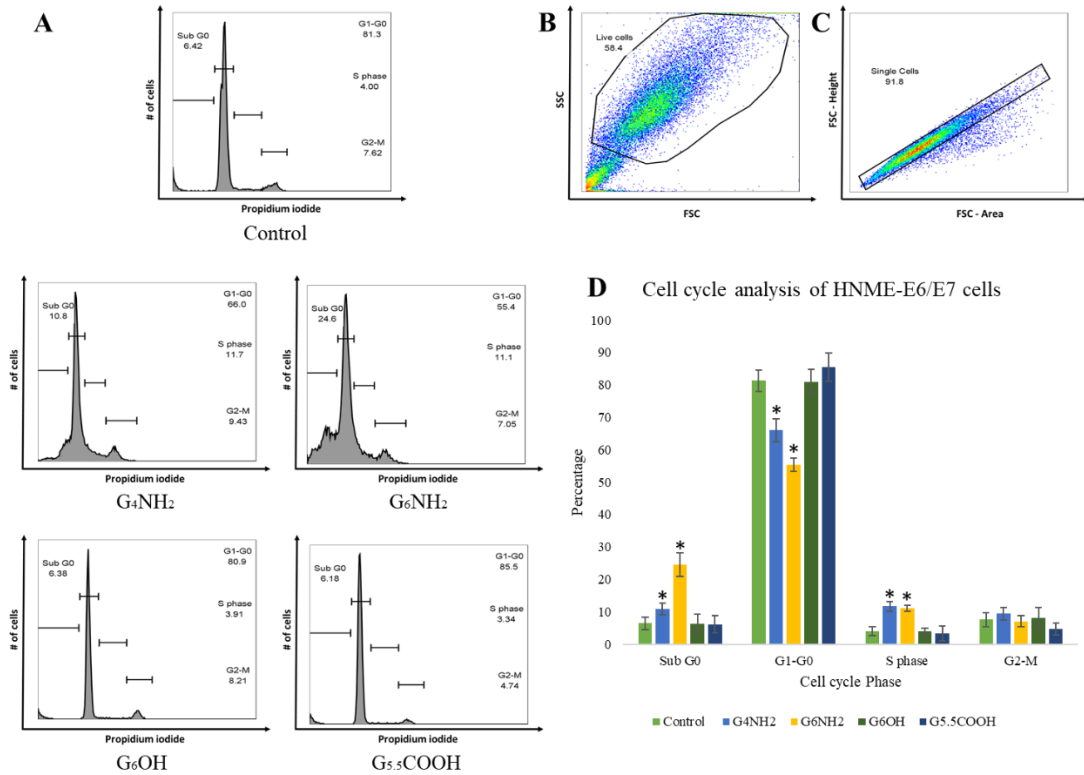 A
Sub G0
6.42
G1-G0
81.3
S phase
4.00
G2-M
7.62
# of cells
Propidium iodide
Control
B
Live cells
58.4
SSC
FSC
C
Single Cells
91.8
FSC - Height
FSC - Area
Sub G0
10.8
G1-G0
66.0
S phase
11.7
G2-M
9.43
# of cells
Propidium iodide
G4NH2
Sub G0
24.6
G1-G0
55.4
S phase
11.1
G2-M
7.05
# of cells
Propidium iodide
G6NH2
Sub G0
6.38
G1-G0
80.9
S phase
3.91
G2-M
8.21
# of cells
Propidium iodide
G6OH
Sub G0
6.18
G1-G0
85.5
S phase
3.34
G2-M
4.74
# of cells
Propidium iodide
G5.5COOH
D Cell cycle analysis of HNME-E6/E7 cells
100
90
80
70
60
50
40
30
20
10
0
Percentage
* * * * * *
Sub G0 G1-G0 S phase G2-M
Cell cycle Phase
Control G4NH2 G6NH2 G6OH G5.5COOH